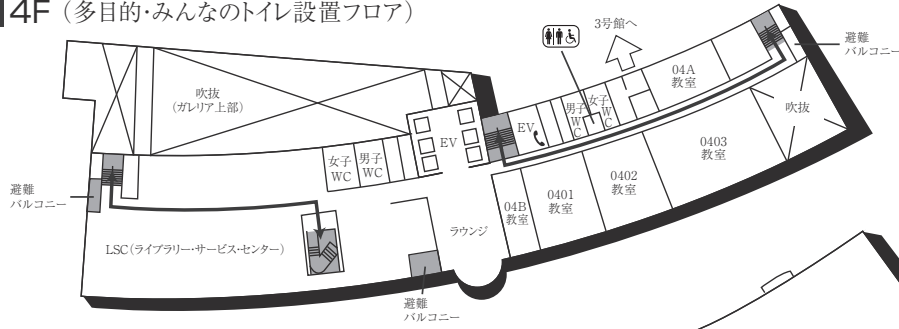 4F（多目的・みんなのトイレ設置フロア）
3号館へ
避難
バルコニー
吹抜
（ガレリア上部）
04A
教室
吹抜
EV
EV
男子
WC
女子
WC
0403
教室
女子
WC
男子
WC
0402
教室
0401
教室
04B
教室
避難
バルコニー
ラウンジ
LSC（ライブラリー・サービス・センター）
避難
バルコニー